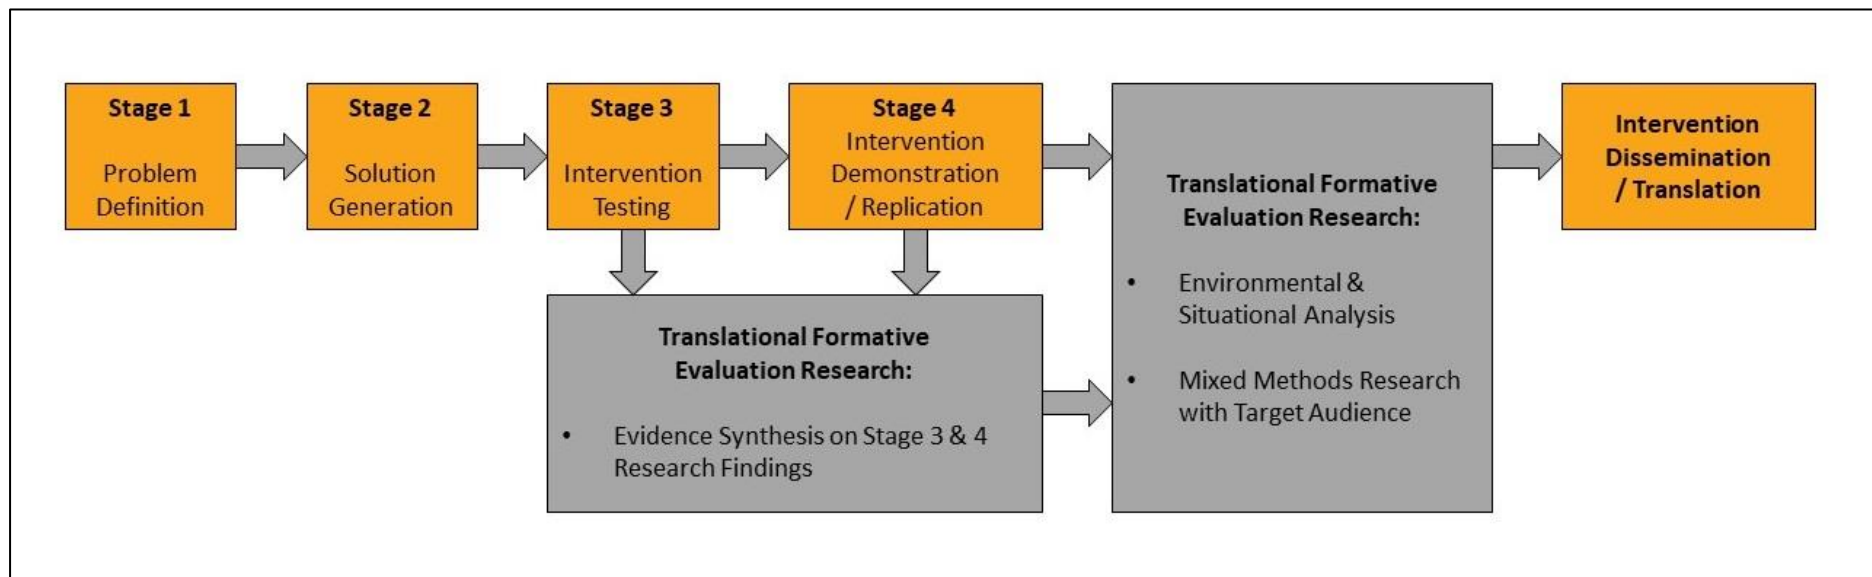 Stage 1
Problem
Definition
Stage 2
Solution
Generation
Stage 3
Intervention
Testing
Stage 4
Intervention
Demonstration
/ Replication
Translational Formative
Evaluation Research:
• Evidence Synthesis on Stage 3 & 4
Research Findings
Translational Formative
Evaluation Research:
• Environmental &
Situational Analysis
• Mixed Methods Research
with Target Audience
Intervention
Dissemination
/ Translation